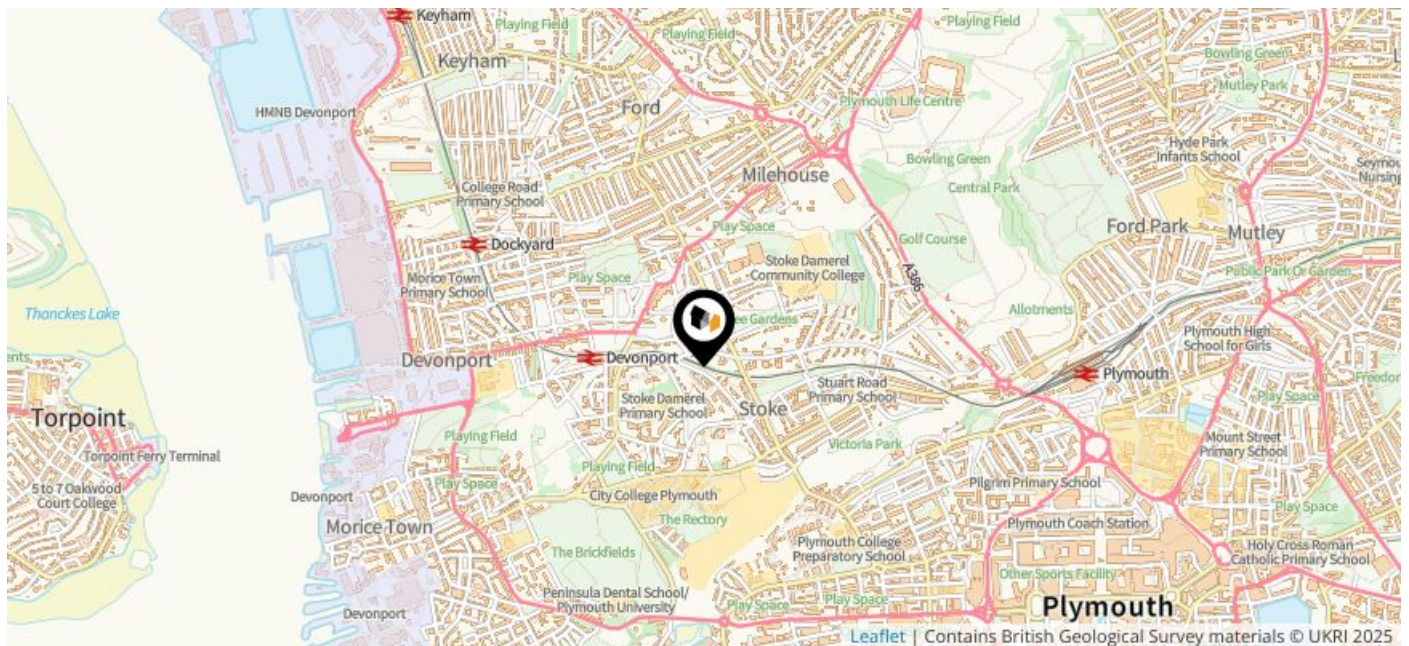 Keyham
Playing Field
Playing Field
Playing Field
Keyham
Bowling Green
Mutley Park
HMNB Devonport
Ford
Plymouth Life Centre
Hyde Park
Infants School
Milehouse
Bowling Green
Central Park
College Road
Primary School
Ford Park
Play Space
Golf Course
Mutley
Dockyard
Stoke Damerel
-Community College
A386
Public Park Or Garden
Morice Town
Primary School
Play Space
Thanckes Lake
Allotments
Plymouth High
School for Girls
Devonport
Devonport
Plymouth
Stuart Road
Primary School
Stoke Damerel
Primary School
Stoke
Play Space
Torpoint
Playing Field
Victoria Park
Mount Street
Primary School
Torpoint Ferry Terminal
Playing Field
Play Space
Pilgrim Primary School
5 to 7 Oakwood
Court College
Devonport
City College Plymouth
Play Space
Morice Town
The Rectory
Plymouth Coach Station
Plymouth College
Preparatory School
Holy Cross Roman
Catholic Primary School
The Brickfields
Other Sports Facility
Peninsula Dental School/
Plymouth University
Play Space
Play Space
Devonport
Plymouth
Leaflet | Contains British Geological Survey materials © UKRI 2025